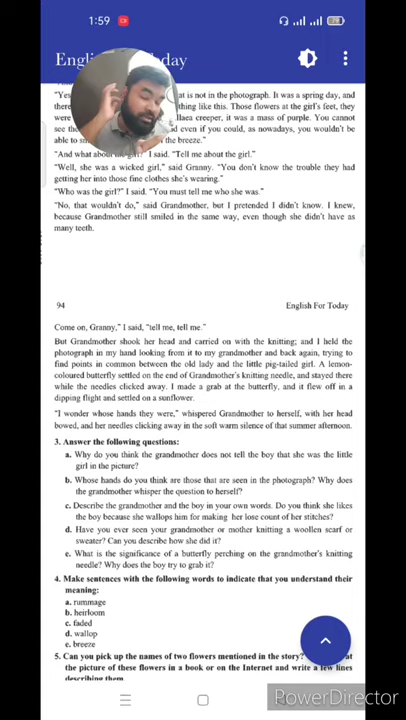 1:59
English For Today
"Yes
at is not in the photograph. It was a spring day, and
there
thing like this. Those flowers at the girl's feet, they
were
llaea creeper, it was a mass of purple. You cannot
see the
d even if you could, as nowadays, you wouldn't be
able to
the breeze."
"And what about
I said. "Tell me about the girl."
"Well, she was a wicked girl," said Granny. "You don't know the trouble they had
getting her into those fine clothes she's wearing."
"Who was the girl?" I said. "You must tell me who she was."
"No, that wouldn't do," said Grandmother, but I pretended I didn't know. I knew,
because Grandmother still smiled in the same way, even though she didn't have as
many teeth.
94 English For Today
Come on, Granny," I said, "tell me, tell me."
But Grandmother shook her head and carried on with the knitting; and I held the
photograph in my hand looking from it to my grandmother and back again, trying to
find points in common between the old lady and the little pig-tailed girl. A lemon-
coloured butterfly settled on the end of Grandmother's knitting needle, and stayed there
while the needles clicked away. I made a grab at the butterfly, and it flew off in a
dipping flight and settled on a sunflower.
"I wonder whose hands they were," whispered Grandmother to herself, with her head
bowed, and her needles clicking away in the soft warm silence of that summer afternoon.
3. Answer the following questions:
a. Why do you think the grandmother does not tell the boy that she was the little
girl in the picture?
b. Whose hands do you think are those that are seen in the photograph? Why does
the grandmother whisper the question to herself?
c. Describe the grandmother and the boy in your own words. Do you think she likes
the boy because she wallops him for making her lose count of her stitches?
d. Have you ever seen your grandmother or mother knitting a woollen scarf or
sweater? Can you describe how she did it?
e. What is the significance of a butterfly perching on the grandmother's knitting
needle? Why does the boy try to grab it?
4. Make sentences with the following words to indicate that you understand their
meaning:
a. rummage
b. heirloom
c. faded
d. wallop
e. breeze
5. Can you pick up the names of two flowers mentioned in the story? at
the picture of these flowers in a book or on the Internet and write a few lines
describing them
PowerDirector